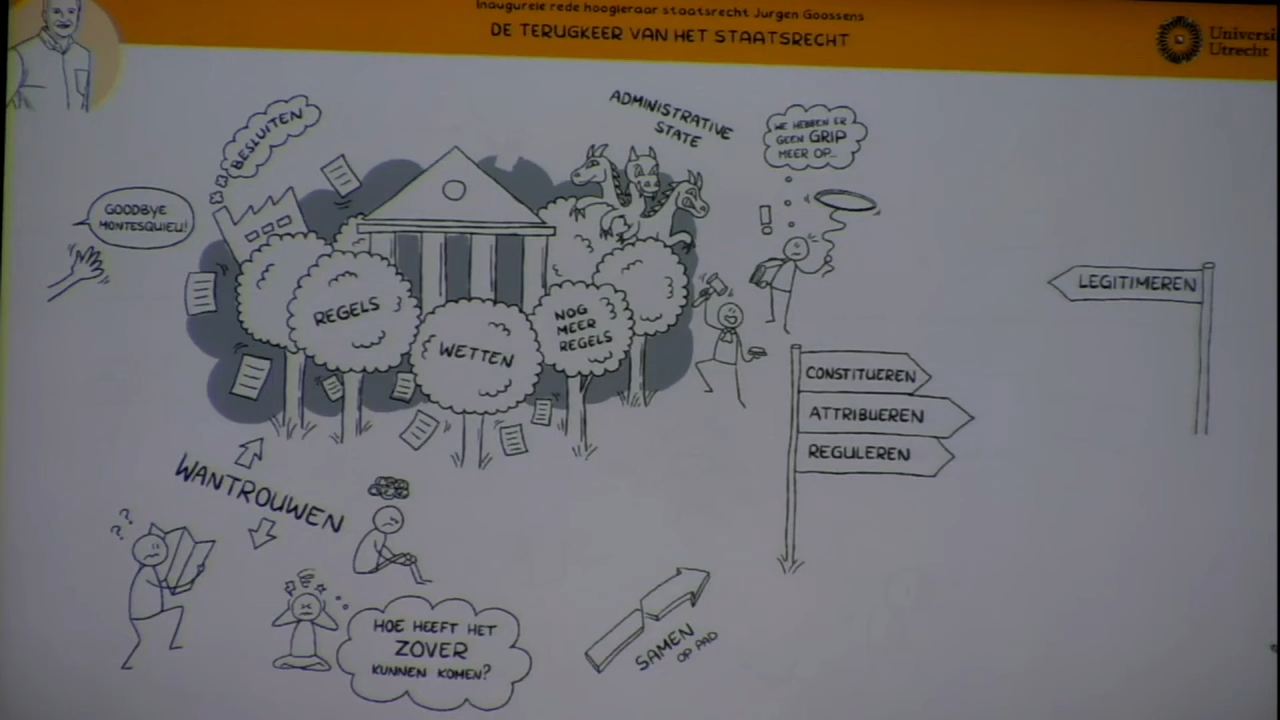 Inaugurele rede hoogleraar staatsrecht Jurgen Goossens
DE TERUGKEER VAN HET STAATSRECHT
Utrecht
BESLUITEN
ADMINISTRATIVE
STATE
WE HEBBEN ER
GEEN GRIP
MEER OP...
GOODBYE
MONTESQUIEU!
!
LEGITIMEREN
REGELS
NOG
MEER
REGELS
WETTEN
CONSTITUEREN
ATTRIBUEREN
REGULEREN
WANTROUWEN
? ? ?
HOE HEEFT HET
ZOVER
KUNNEN KOMEN?
SAMEN
OP PAD